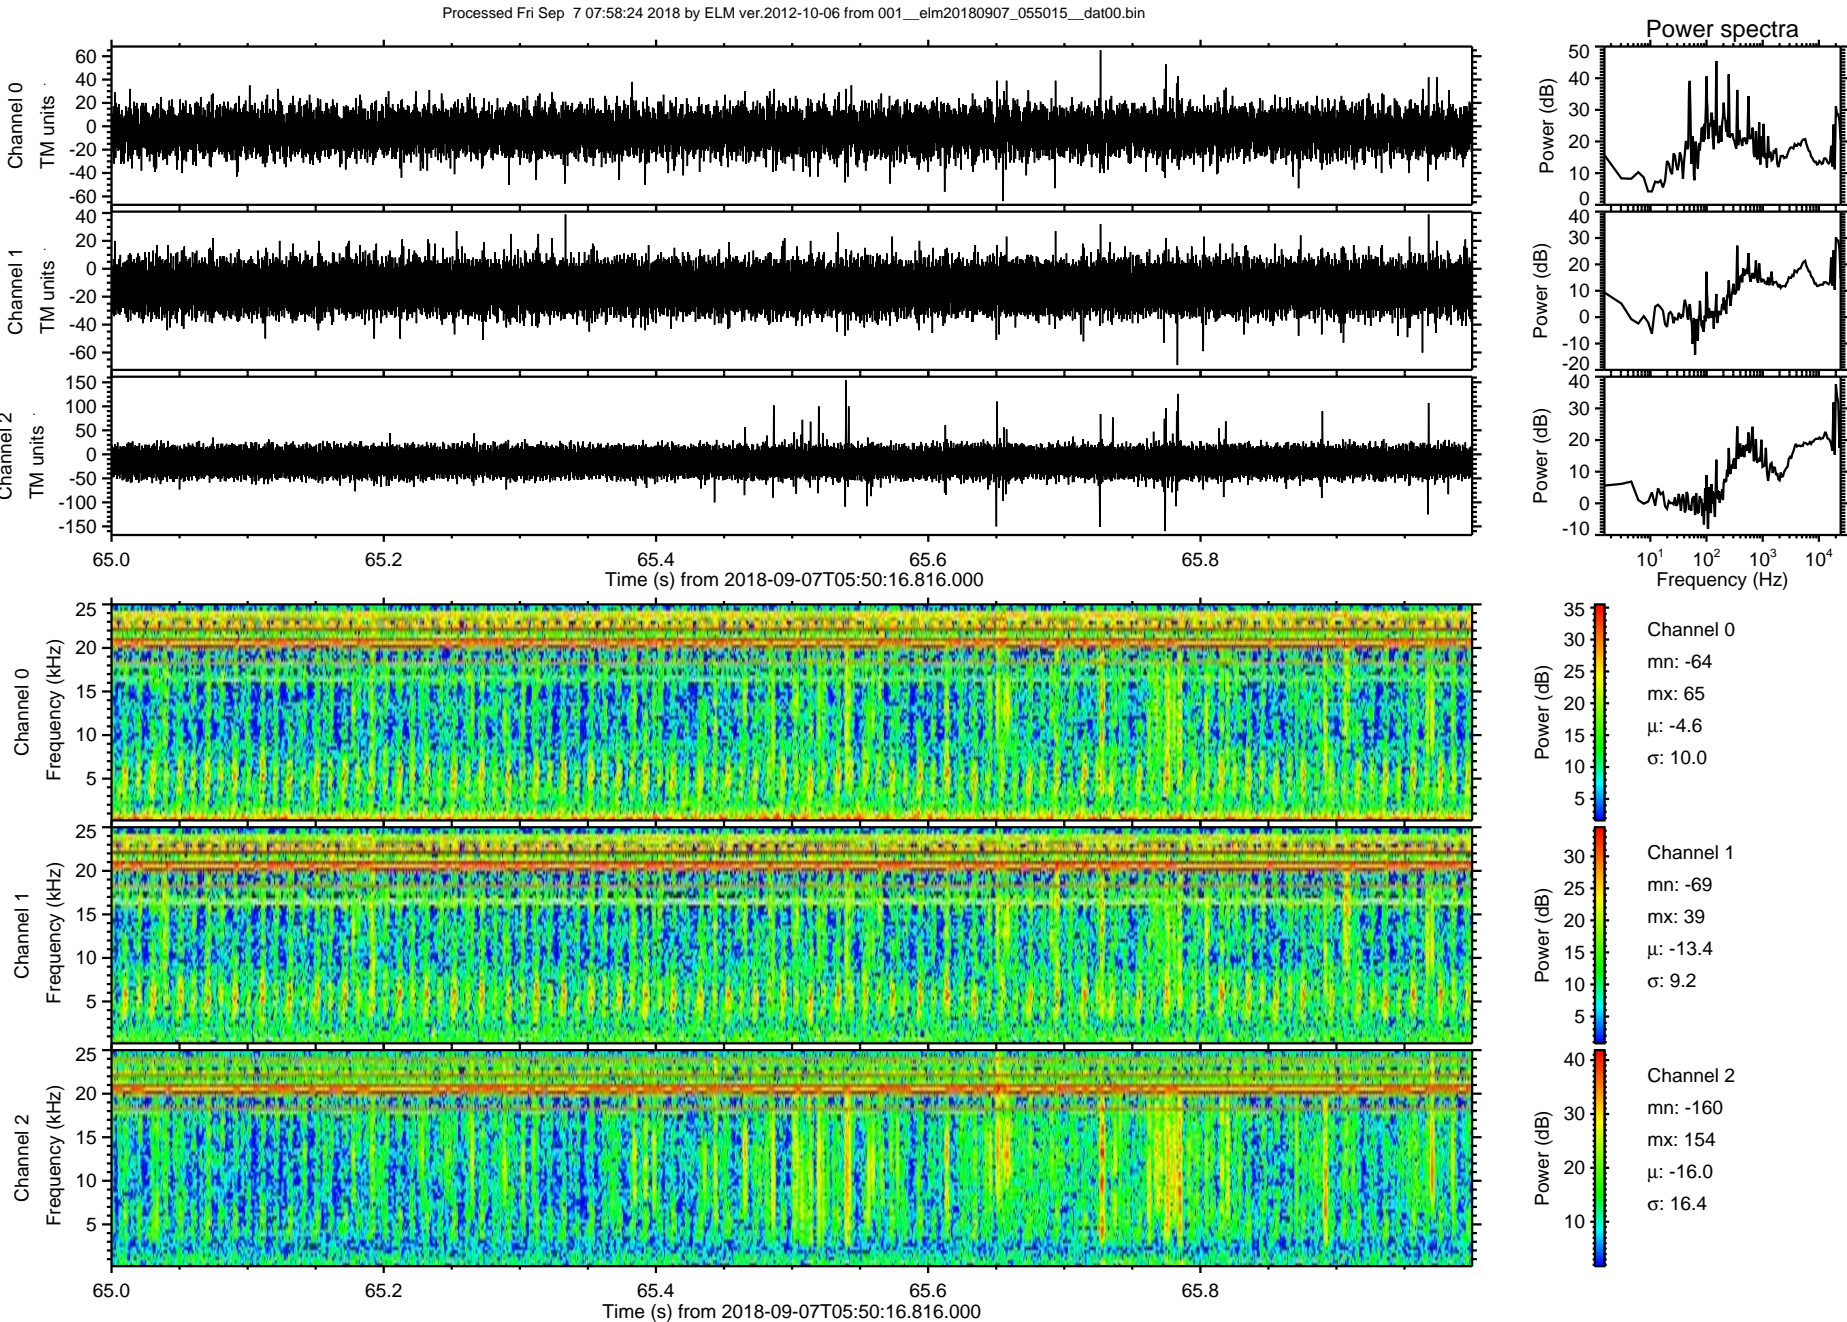 Processed Fri Sep 7 07:58:24 2018 by ELM ver.2012-10-06 from 001__elm20180907_055015__dat00.bin
Power spectra
Channel 0
TM units
60
40
20
0
-20
-40
-60
Power (dB)
50
40
30
20
10
0
Channel 1
TM units
40
20
0
-20
-40
-60
Power (dB)
40
30
20
10
0
-10
-20
Channel 2
TM units
150
100
50
0
-50
-100
-150
Power (dB)
40
30
20
10
0
-10
65.0 65.2 65.4 65.6 65.8
Time (s) from 2018-09-07T05:50:16.816.000
10¹ 10² 10³ 10⁴
Frequency (Hz)
Channel 0
Frequency (kHz)
25
20
15
10
5
Power (dB)
35
30
25
20
15
10
5
Channel 0
mn: -64
mx: 65
μ: -4.6
σ: 10.0
Channel 1
Frequency (kHz)
25
20
15
10
5
Power (dB)
30
25
20
15
10
5
Channel 1
mn: -69
mx: 39
μ: -13.4
σ: 9.2
Channel 2
Frequency (kHz)
25
20
15
10
5
Power (dB)
40
30
20
10
Channel 2
mn: -160
mx: 154
μ: -16.0
σ: 16.4
65.0 65.2 65.4 65.6 65.8
Time (s) from 2018-09-07T05:50:16.816.000